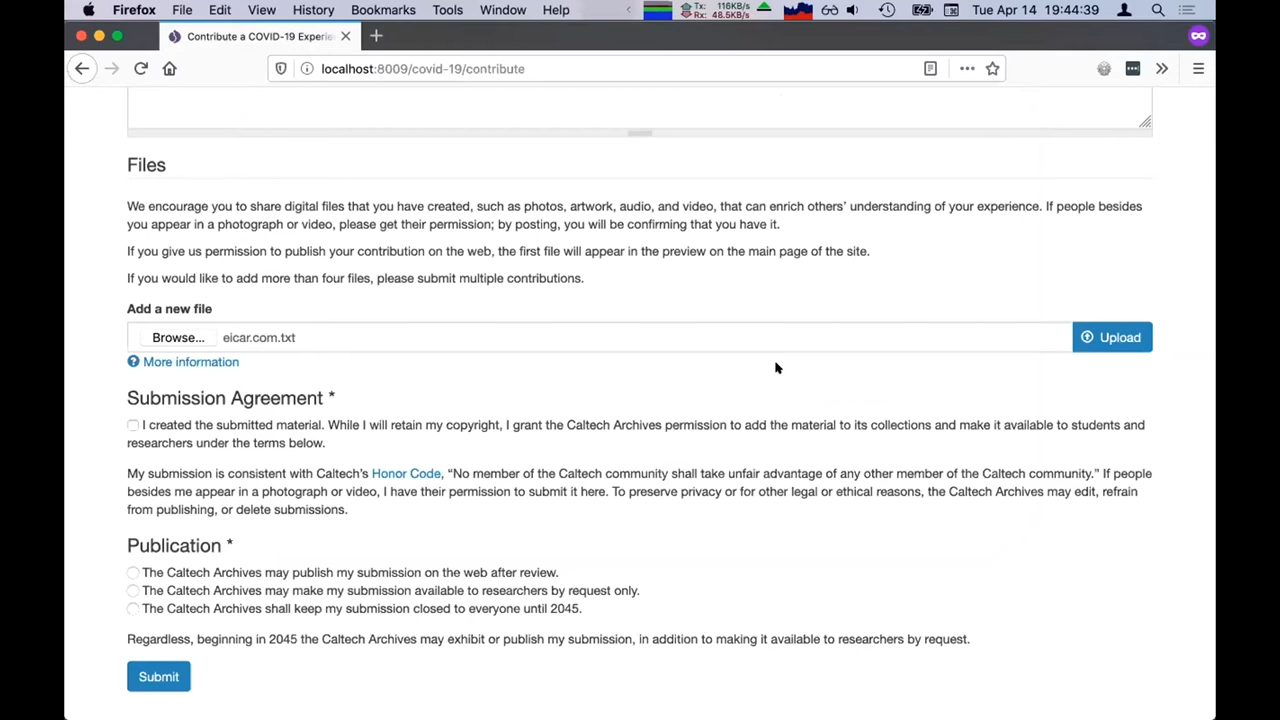 Firefox File Edit View History Bookmarks Tools Window Help Tx: 116KB/s Rx: 48.5KB/s Tue Apr 14 19:44:39
Contribute a COVID-19 Experie
localhost:8009/covid-19/contribute
Files
We encourage you to share digital files that you have created, such as photos, artwork, audio, and video, that can enrich others’ understanding of your experience. If people besides
you appear in a photograph or video, please get their permission; by posting, you will be confirming that you have it.
If you give us permission to publish your contribution on the web, the first file will appear in the preview on the main page of the site.
If you would like to add more than four files, please submit multiple contributions.
Add a new file
Browse... eicar.com.txt Upload
More information
Submission Agreement *
I created the submitted material. While I will retain my copyright, I grant the Caltech Archives permission to add the material to its collections and make it available to students and
researchers under the terms below.
My submission is consistent with Caltech’s Honor Code, “No member of the Caltech community shall take unfair advantage of any other member of the Caltech community.” If people
besides me appear in a photograph or video, I have their permission to submit it here. To preserve privacy or for other legal or ethical reasons, the Caltech Archives may edit, refrain
from publishing, or delete submissions.
Publication *
The Caltech Archives may publish my submission on the web after review.
The Caltech Archives may make my submission available to researchers by request only.
The Caltech Archives shall keep my submission closed to everyone until 2045.
Regardless, beginning in 2045 the Caltech Archives may exhibit or publish my submission, in addition to making it available to researchers by request.
Submit